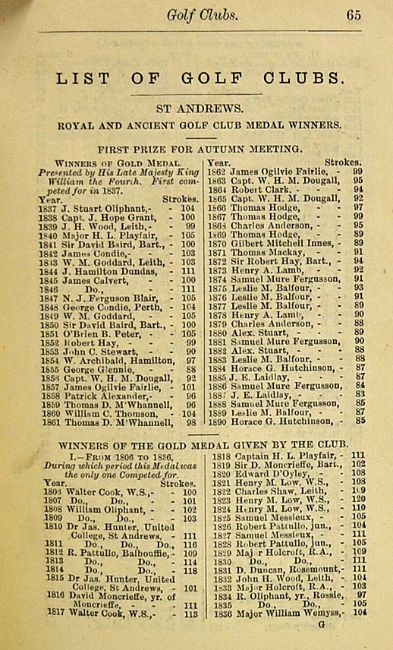 Golf Clubs. 65
LIST OF GOLF CLUBS.
ST ANDREWS.
ROYAL AND ANCIENT GOLF CLUB MEDAL WINNERS.
FIRST PRIZE FOR AUTUMN MEETING.
WINNERS OF GOLD MEDAL.
Presented by His Late Majesty King
William the Fourth. First com-
peted for in 1837.
Year. Strokes.
1837 J. Stuart Oliphant,- - 104
1838 Capt. J. Hope Grant, - 100
1839 J. H. Wood, Leith,- - 99
1840 Major H. L. Playfair, - 105
1841 Sir David Baird, Bart., - 100
1842 James Condie,- - 103
1843 W. M. Goddard, Leith, - 103
1844 J. Hamilton Dundas, - 111
1845 James Calvert, - - 100
1846 Do., - - 111
1847 N. J. Ferguson Blair, - 105
1848 George Condie, Perth, - 104
1849 W. M. Goddard, - - 105
1850 Sir David Baird, Bart., - 100
1851 O'Brien B. Peter, - - 105
1852 Robert Hay, - - 99
1853 John C. Stewart, - - 90
1854 W. Archibald Hamilton, 97
1855 George Glennie, - - 88
1856 Capt. W. H. M. Dougall, 92
1857 James Ogilvie Fairlie, - 101
1858 Patrick Alexander,- - 96
1859 Thomas D. M'Whannell, 96
1860 William C. Thomson, - 104
1861 Thomas D. M'Whannell, 98
Year. Strokes.
1862 James Ogilvie Fairlie, - 99
1863 Capt. W. H. M. Dougall, 95
1864 Robert Clark, - - 94
1865 Capt. W. H. M. Dougall, 92
1866 Thomas Hodge, - - 97
1867 Thomas Hodge, - - 99
1868 Charles Anderson, - - 95
1869 Thomas Hodge, - - 89
1870 Gilbert Mitchell Innes, - 89
1871 Thomas Mackay, - - 91
1872 Sir Robert Hay, Bart., - 94
1873 Henry A. Lamb, - - 92
1874 Samuel Mure Fergusson, 91
1875 Leslie M. Balfour, - - 93
1876 Leslie M. Balfour, - - 91
1877 Leslie M. Balfour, - - 89
1878 Henry A. Lamb, - - 90
1879 Charles Anderson, - - 88
1880 Alex. Stuart, - - 89
1881 Samuel Mure Fergusson, 90
1882 Alex. Stuart, - - 88
1883 Leslie M. Balfour, - - 88
1884 Horace G. Hutchinson, - 87
1885 J. E. Laidlay, - - 87
1886 Samuel Mure Fergusson, 84
1887 J. E. Laidlay, - - 83
1888 Samuel Mure Fergusson, 85
1889 Leslie M. Balfour, - - 87
1890 Horace G. Hutchinson, - 85
WINNERS OF THE GOLD MEDAL GIVEN BY THE CLUB.
I.—FROM 1806 TO 1836,
During which period this Medal was
the only one Competed for.
Year. Strokes.
1806 Walter Cook, W.S.,- - 100
1807 Do., Do., - - 101
1808 William Oliphant, - - 102
1809 Do., Do., - - 103
1810 Dr Jas. Hunter, United
College, St Andrews, - 111
1811 Do., Do., Do., 116
1812 R. Pattullo, Balhouffie, - 109
1813 Do., Do., - 114
1814 Do., Do., - 118
1815 Dr Jas. Hunter, United
College, St Andrews, - 101
1816 David Moncrieffe, yr. of
Moncrieffe, - - 111
1817 Walter Cook, W.S.,- - 113
1818 Captain H. L. Playfair, - 111
1819 Sir D. Moncrieffe, Bart., 102
1820 Edward D'Oyley, - - 108
1821 Henry M. Low, W.S., - 108
1822 Charles Shaw, Leith, -
1823 Henry M. Low, W.S., - 120
1824 Henry M. Low, W.S., - 110
1825 Samuel Messieux, - - 105
1826 Robert Pattullo, jun., - 104
1827 Samuel Messieux, - - 111
1828 Robert Pattullo, jun., - 105
1829 Major Holcroft, R.A., - 109
1830 Do., Do., - 111
1831 D. Duncan, Rosemount,- 111
1832 John H. Wood, Leith, - 104
1833 Major Holcroft, R.A., - 103
1834 R. Oliphant, yr., Rossie, 97
1835 Do., Do., - 105
1836 Major William Wemyss,- 104
G